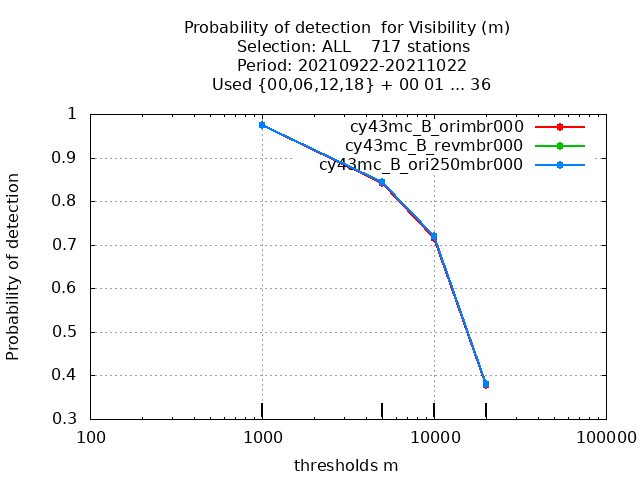 Probability of detection  for Visibility (m)
Selection: ALL    717 stations
Period: 20210922-20211022
Used {00,06,12,18} + 00 01 ... 36
cy43mc_B_orimbr000
cy43mc_B_revmbr000
cy43mc_B_ori250mbr000
Probability of detection
1
0.9
0.8
0.7
0.6
0.5
0.4
0.3
100
1000
10000
100000
thresholds m